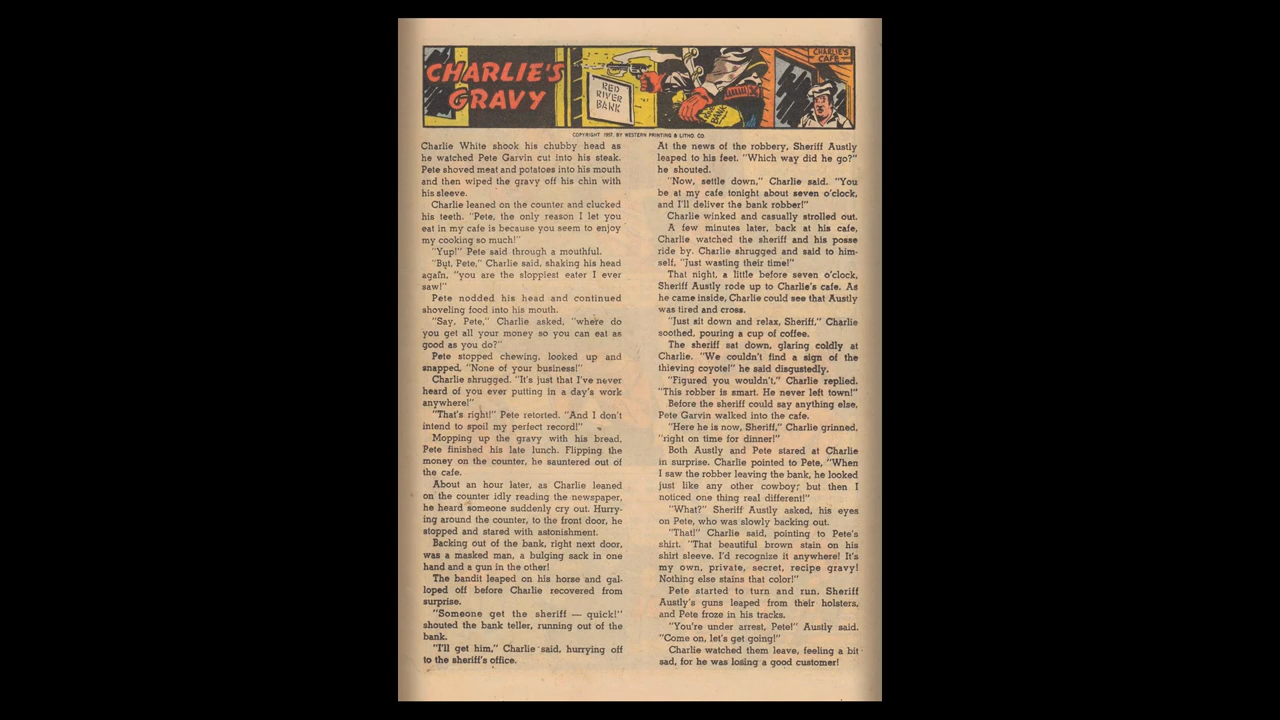 CHARLIE'S
GRAVY
RED
RIVER
BANK
RED
BANK
CHARLIE'S
CAFE
COPYRIGHT 1957, BY WESTERN PRINTING & LITHO. CO.
Charlie White shook his chubby head as
he watched Pete Garvin cut into his steak.
Pete shoved meat and potatoes into his mouth
and then wiped the gravy off his chin with
his sleeve.
Charlie leaned on the counter and clucked
his teeth. "Pete, the only reason I let you
eat in my cafe is because you seem to enjoy
my cooking so much!"
"Yup!" Pete said through a mouthful.
"But, Pete," Charlie said, shaking his head
again, "you are the sloppiest eater I ever
saw!"
Pete nodded his head and continued
shoveling food into his mouth.
"Say, Pete," Charlie asked, "where do
you get all your money so you can eat as
good as you do?"
Pete stopped chewing, looked up and
snapped, "None of your business!"
Charlie shrugged. "It's just that I've never
heard of you ever putting in a day's work
anywhere!"
"That's right!" Pete retorted. "And I don't
intend to spoil my perfect record!"
Mopping up the gravy with his bread,
Pete finished his late lunch. Flipping the
money on the counter, he sauntered out of
the cafe.
About an hour later, as Charlie leaned
on the counter idly reading the newspaper,
he heard someone suddenly cry out. Hurry-
ing around the counter, to the front door, he
stopped and stared with astonishment.
Backing out of the bank, right next door,
was a masked man, a bulging sack in one
hand and a gun in the other!
The bandit leaped on his horse and gal-
loped off before Charlie recovered from
surprise.
"Someone get the sheriff — quick!"
shouted the bank teller, running out of the
bank.
"I'll get him," Charlie said, hurrying off
to the sheriff's office.
At the news of the robbery, Sheriff Austly
leaped to his feet. "Which way did he go?"
he shouted.
"Now, settle down," Charlie said. "You
be at my cafe tonight about seven o'clock,
and I'll deliver the bank robber!"
Charlie winked and casually strolled out.
A few minutes later, back at his cafe,
Charlie watched the sheriff and his posse
ride by. Charlie shrugged and said to him-
self, "Just wasting their time!"
That night, a little before seven o'clock,
Sheriff Austly rode up to Charlie's cafe. As
he came inside, Charlie could see that Austly
was tired and cross.
"Just sit down and relax, Sheriff," Charlie
soothed, pouring a cup of coffee.
The sheriff sat down, glaring coldly at
Charlie. "We couldn't find a sign of the
thieving coyote!" he said disgustedly.
"Figured you wouldn't," Charlie replied.
"This robber is smart. He never left town!"
Before the sheriff could say anything else,
Pete Garvin walked into the cafe.
"Here he is now, Sheriff," Charlie grinned,
"right on time for dinner!"
Both Austly and Pete stared at Charlie
in surprise. Charlie pointed to Pete, "When
I saw the robber leaving the bank, he looked
just like any other cowboy; but then I
noticed one thing real different!"
"What?" Sheriff Austly asked, his eyes
on Pete, who was slowly backing out.
"That!" Charlie said, pointing to Pete's
shirt. "That beautiful brown stain on his
shirt sleeve. I'd recognize it anywhere! It's
my own, private, secret, recipe gravy!
Nothing else stains that color!"
Pete started to turn and run. Sheriff
Austly's guns leaped from their holsters,
and Pete froze in his tracks.
"You're under arrest, Pete!" Austly said.
"Come on, let's get going!"
Charlie watched them leave, feeling a bit
sad, for he was losing a good customer!